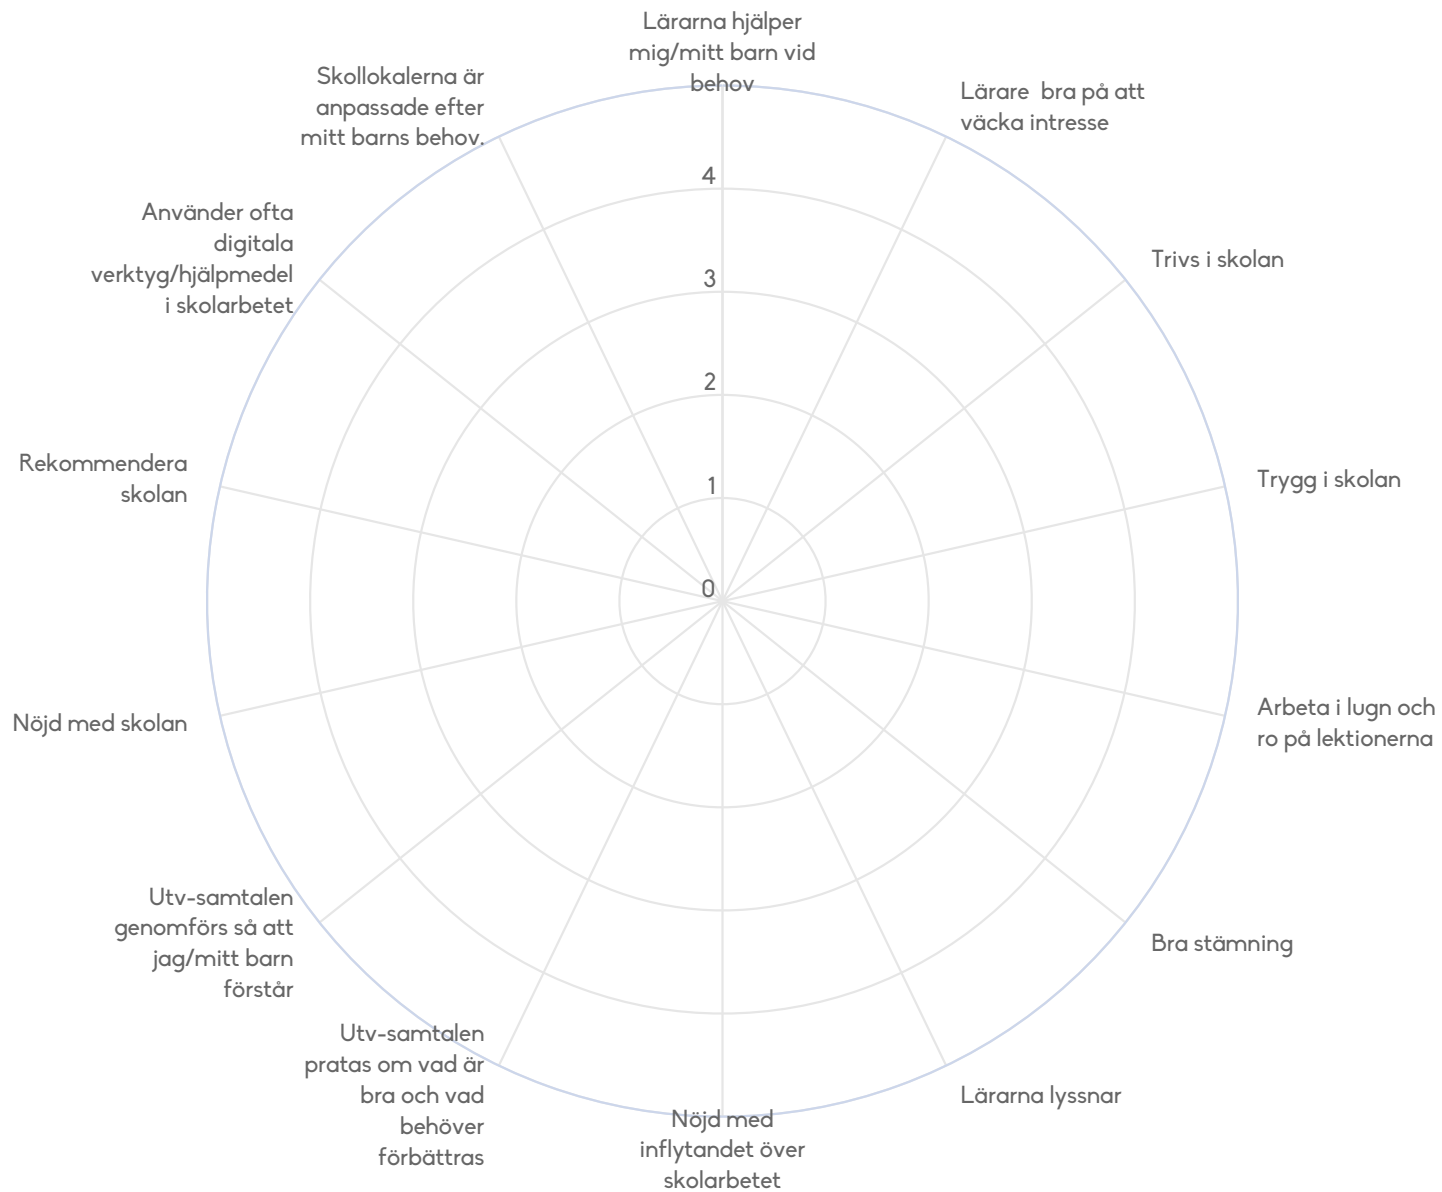 Lärarna hjälper
mig/mitt barn vid
behov
Lärare  bra på att
väcka intresse
Trivs i skolan
Trygg i skolan
Arbeta i lugn och
ro på lektionerna
Bra stämning
Lärarna lyssnar
Nöjd med
inflytandet över
skolarbetet
Utv-samtalen
pratas om vad är
bra och vad
behöver
förbättras
Utv-samtalen
genomförs så att
jag/mitt barn
förstår
Nöjd med skolan
Rekommendera
skolan
Använder ofta
digitala
verktyg/hjälpmedel
i skolarbetet
Skollokalerna är
anpassade efter
mitt barns behov.
4
3
2
1
0